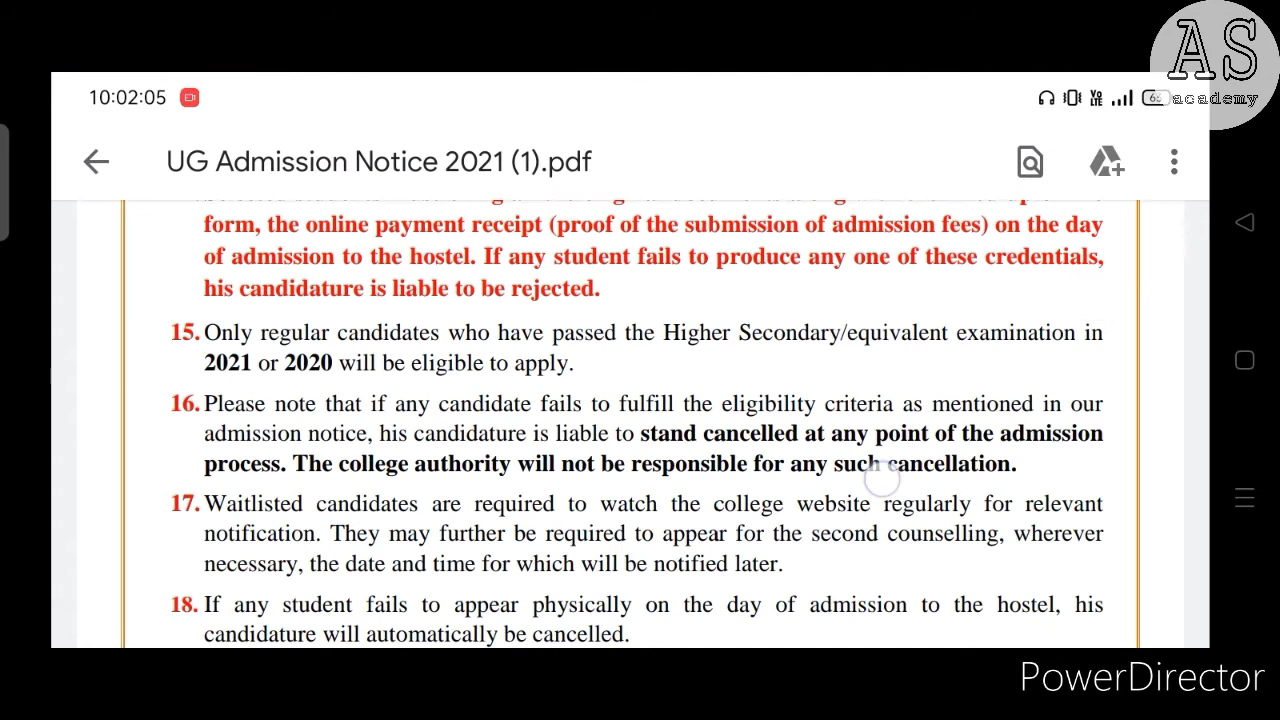 AS
academy
10:02:05
UG Admission Notice 2021 (1).pdf
form, the online payment receipt (proof of the submission of admission fees) on the day
of admission to the hostel. If any student fails to produce any one of these credentials,
his candidature is liable to be rejected.
15. Only regular candidates who have passed the Higher Secondary/equivalent examination in
2021 or 2020 will be eligible to apply.
16. Please note that if any candidate fails to fulfill the eligibility criteria as mentioned in our
admission notice, his candidature is liable to stand cancelled at any point of the admission
process. The college authority will not be responsible for any such cancellation.
17. Waitlisted candidates are required to watch the college website regularly for relevant
notification. They may further be required to appear for the second counselling, wherever
necessary, the date and time for which will be notified later.
18. If any student fails to appear physically on the day of admission to the hostel, his
candidature will automatically be cancelled.
PowerDirector